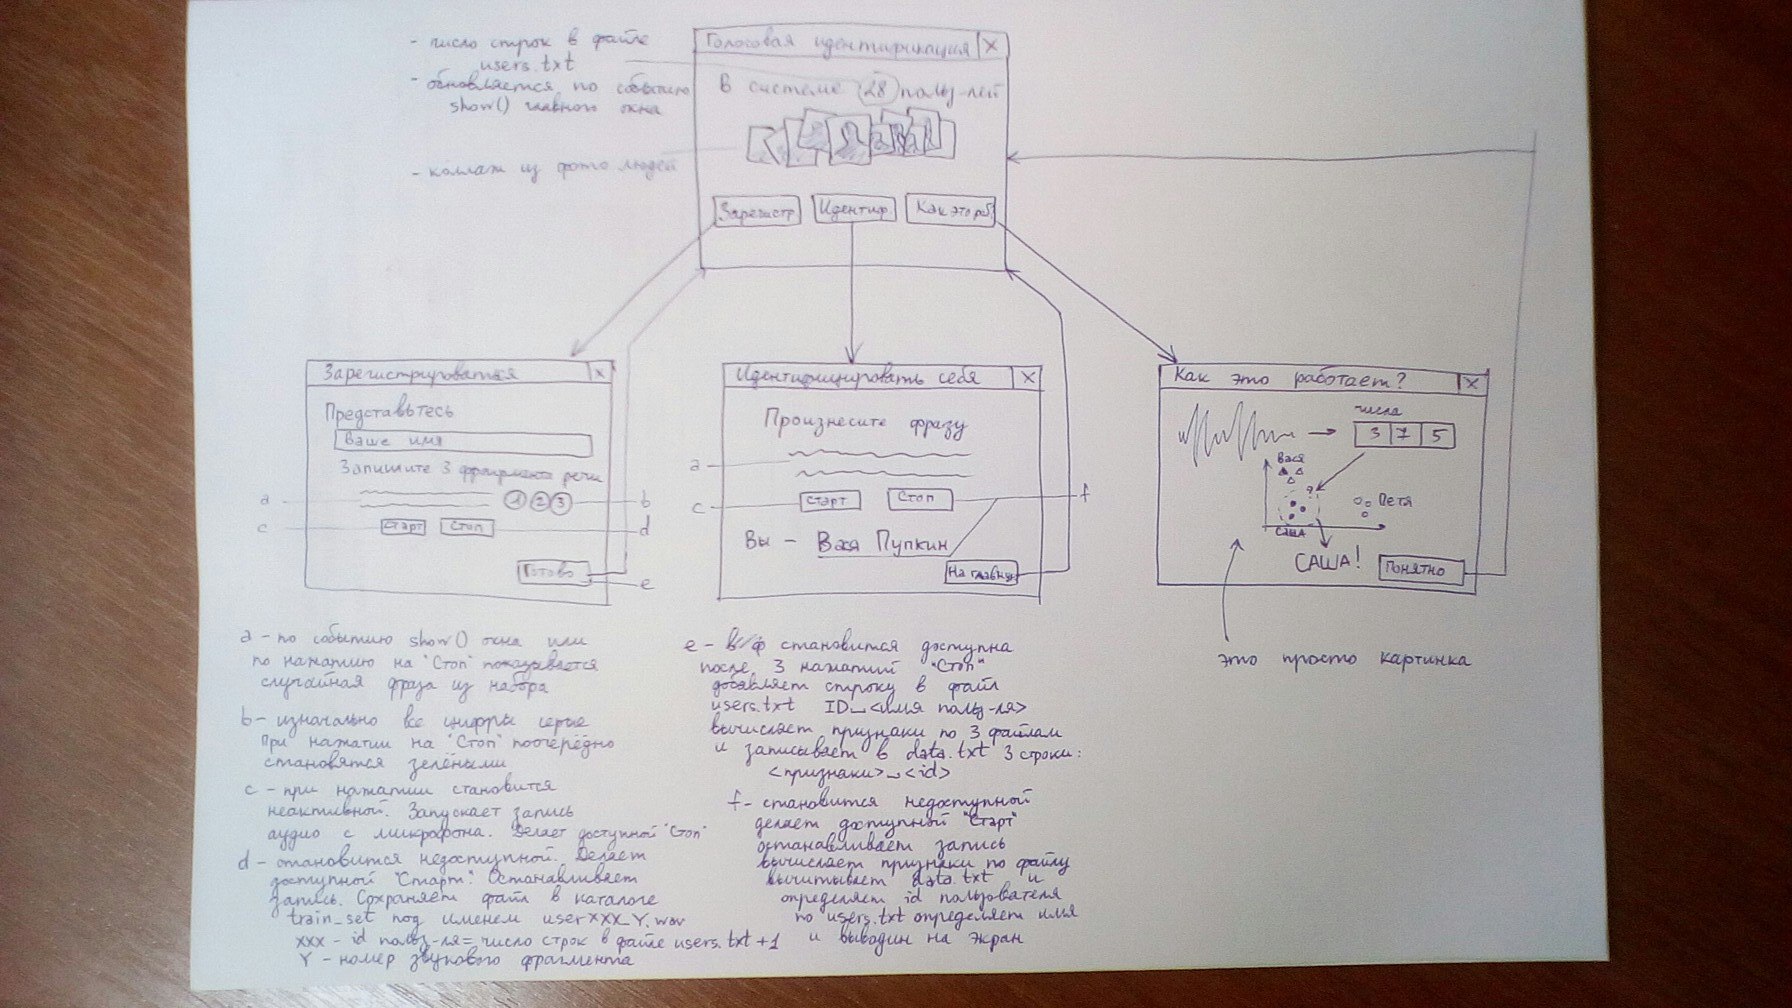 - число строк в файле
users.txt
- обновляется по событию
show() главного окна
- коллаж из фото людей
Голосовая идентификация X
В системе 28 польз-лей
Зарегистр Идентиф Как это раб
Зарегистрироваться X
Представьтесь
Ваше имя
Запишите 3 фрагмента речи
a 1 2 3 b
c Старт Стоп d
Готово
e
Идентифицировать себя X
Произнесите фразу
a
c Старт Стоп f
Вы - Вася Пупкин
На главную
Как это работает? X
числа
3 7 5
Вася
?
Петя
Саша
САША!
Понятно
это просто картинка
a - по событию show() окна или
по нажатию на "Стоп" показывается
случайная фраза из набора
b - изначально все цифры серые
При нажатии на "Стоп" поочерёдно
становятся зелёными
c - при нажатии становится
неактивной. Запускает запись
аудио с микрофона. Делает доступной "Стоп"
d - становится недоступной. Делает
доступной "Старт". Останавливает
запись. Сохраняет файл в каталоге
train_set под именем userXXX_Y.wav
XXX - id польз-ля = число строк в файле users.txt + 1
Y - номер звукового фрагмента
e - становится доступна
после 3 нажатий "Стоп"
добавляет строку в файл
users.txt ID_<имя польз-ля>
вычисляет признаки по 3 файлам
и записывает в data.txt 3 строки:
<признаки>_<id>
f - становится недоступной
делает доступной "Старт"
останавливает запись
вычисляет признаки по файлу
вычитывает data.txt и
определяет id пользователя
по users.txt определяет имя
и выводин на экран